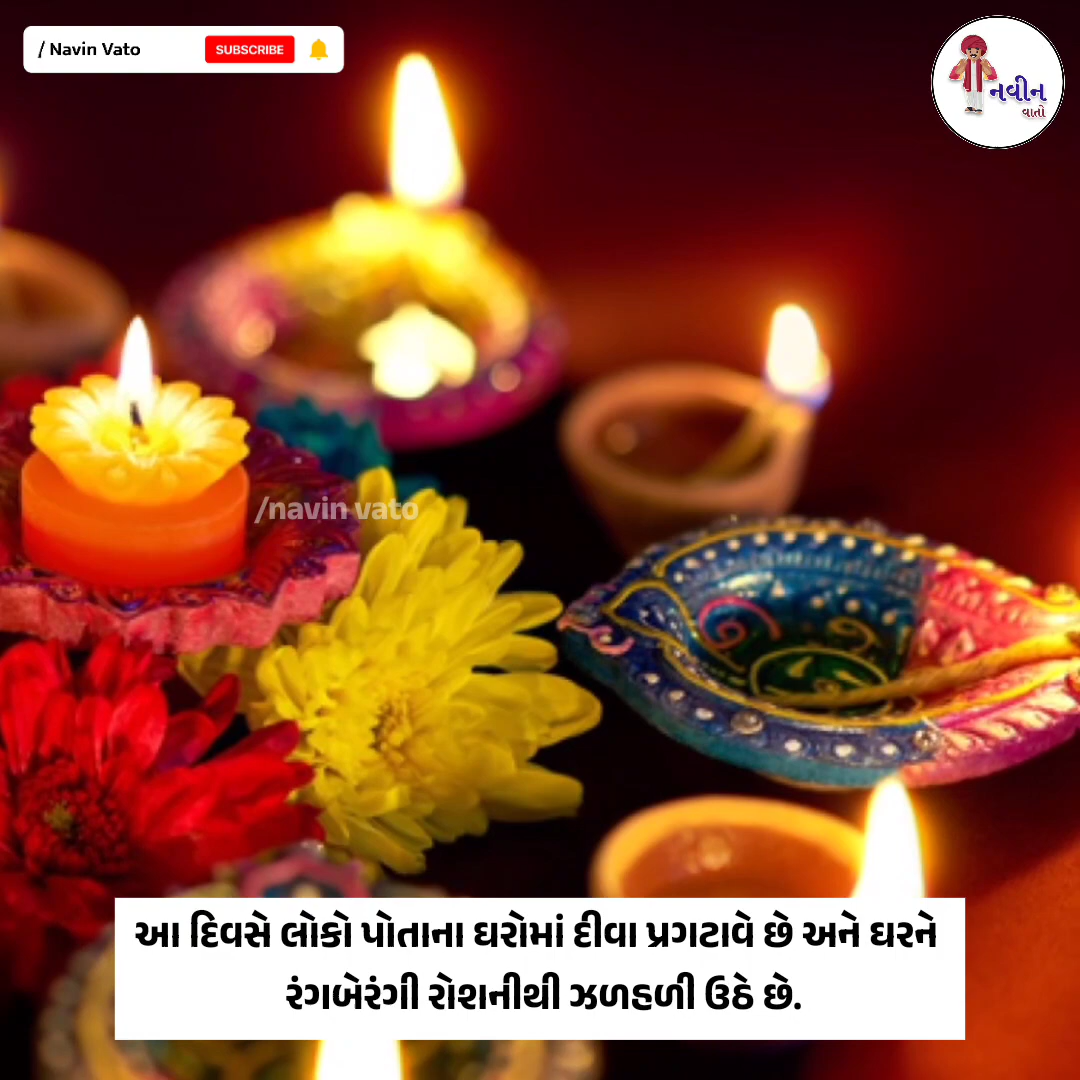 / Navin Vato
SUBSCRIBE
નવીન
વાતો
/navin vato
આ દિવસે લોકો પોતાના ઘરોમાં દીવા પ્રગટાવે છે અને ઘરને
રંગબેરંગી રોશનીથી ઝળહળી ઉઠે છે.